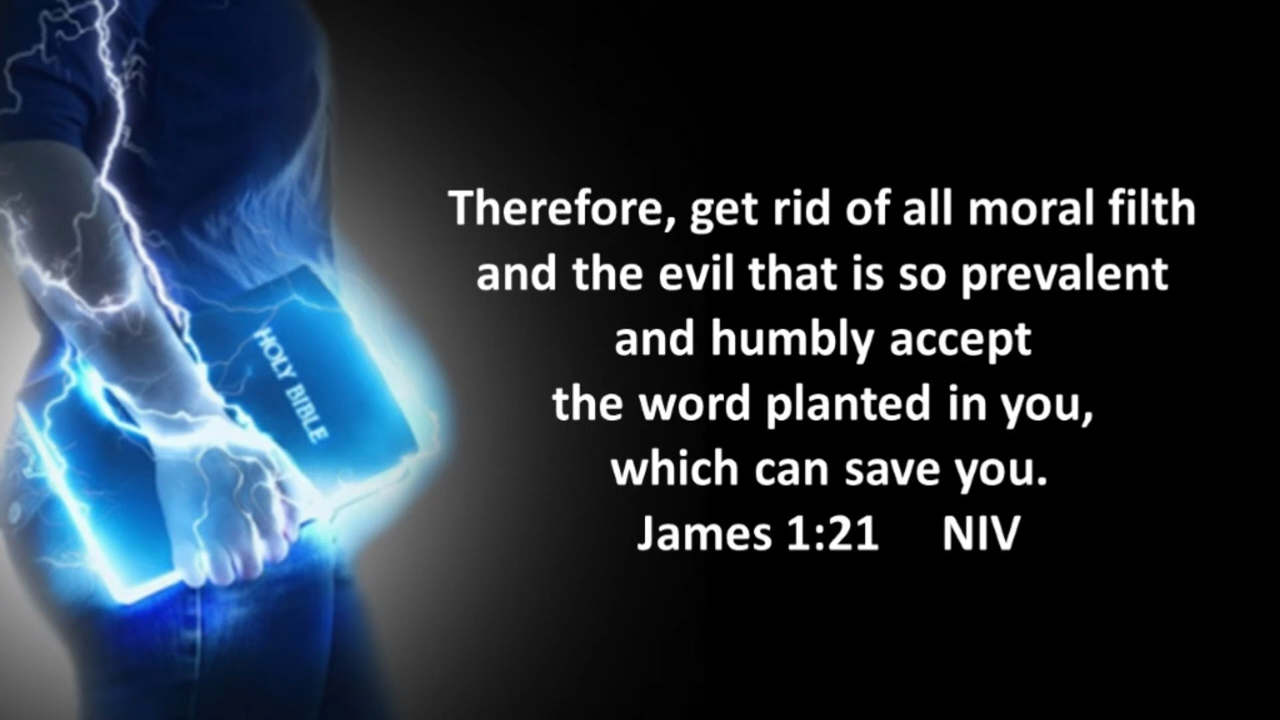 HOLY BIBLE
Therefore, get rid of all moral filth
and the evil that is so prevalent
and humbly accept
the word planted in you,
which can save you.
James 1:21 NIV